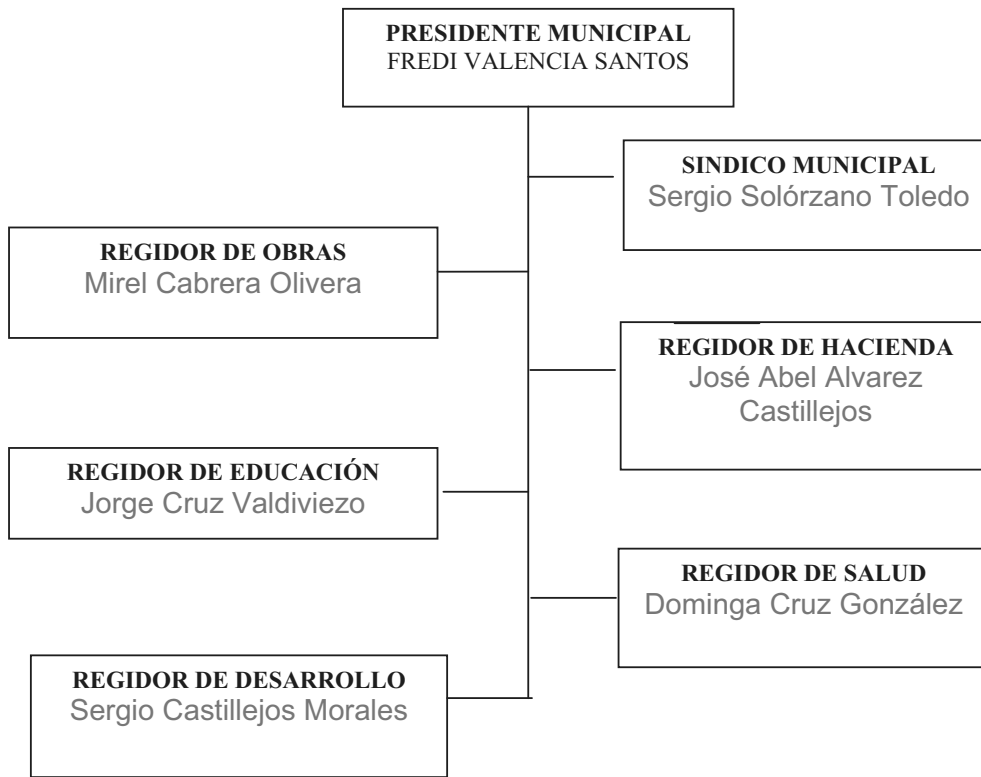 PRESIDENTE MUNICIPAL
FREDI VALENCIA SANTOS
SINDICO MUNICIPAL
Sergio Solórzano Toledo
REGIDOR DE OBRAS
Mirel Cabrera Olivera
REGIDOR DE HACIENDA
José Abel Alvarez
Castillejos
REGIDOR DE EDUCACIÓN
Jorge Cruz Valdiviezo
REGIDOR DE SALUD
Dominga Cruz González
REGIDOR DE DESARROLLO
Sergio Castillejos Morales